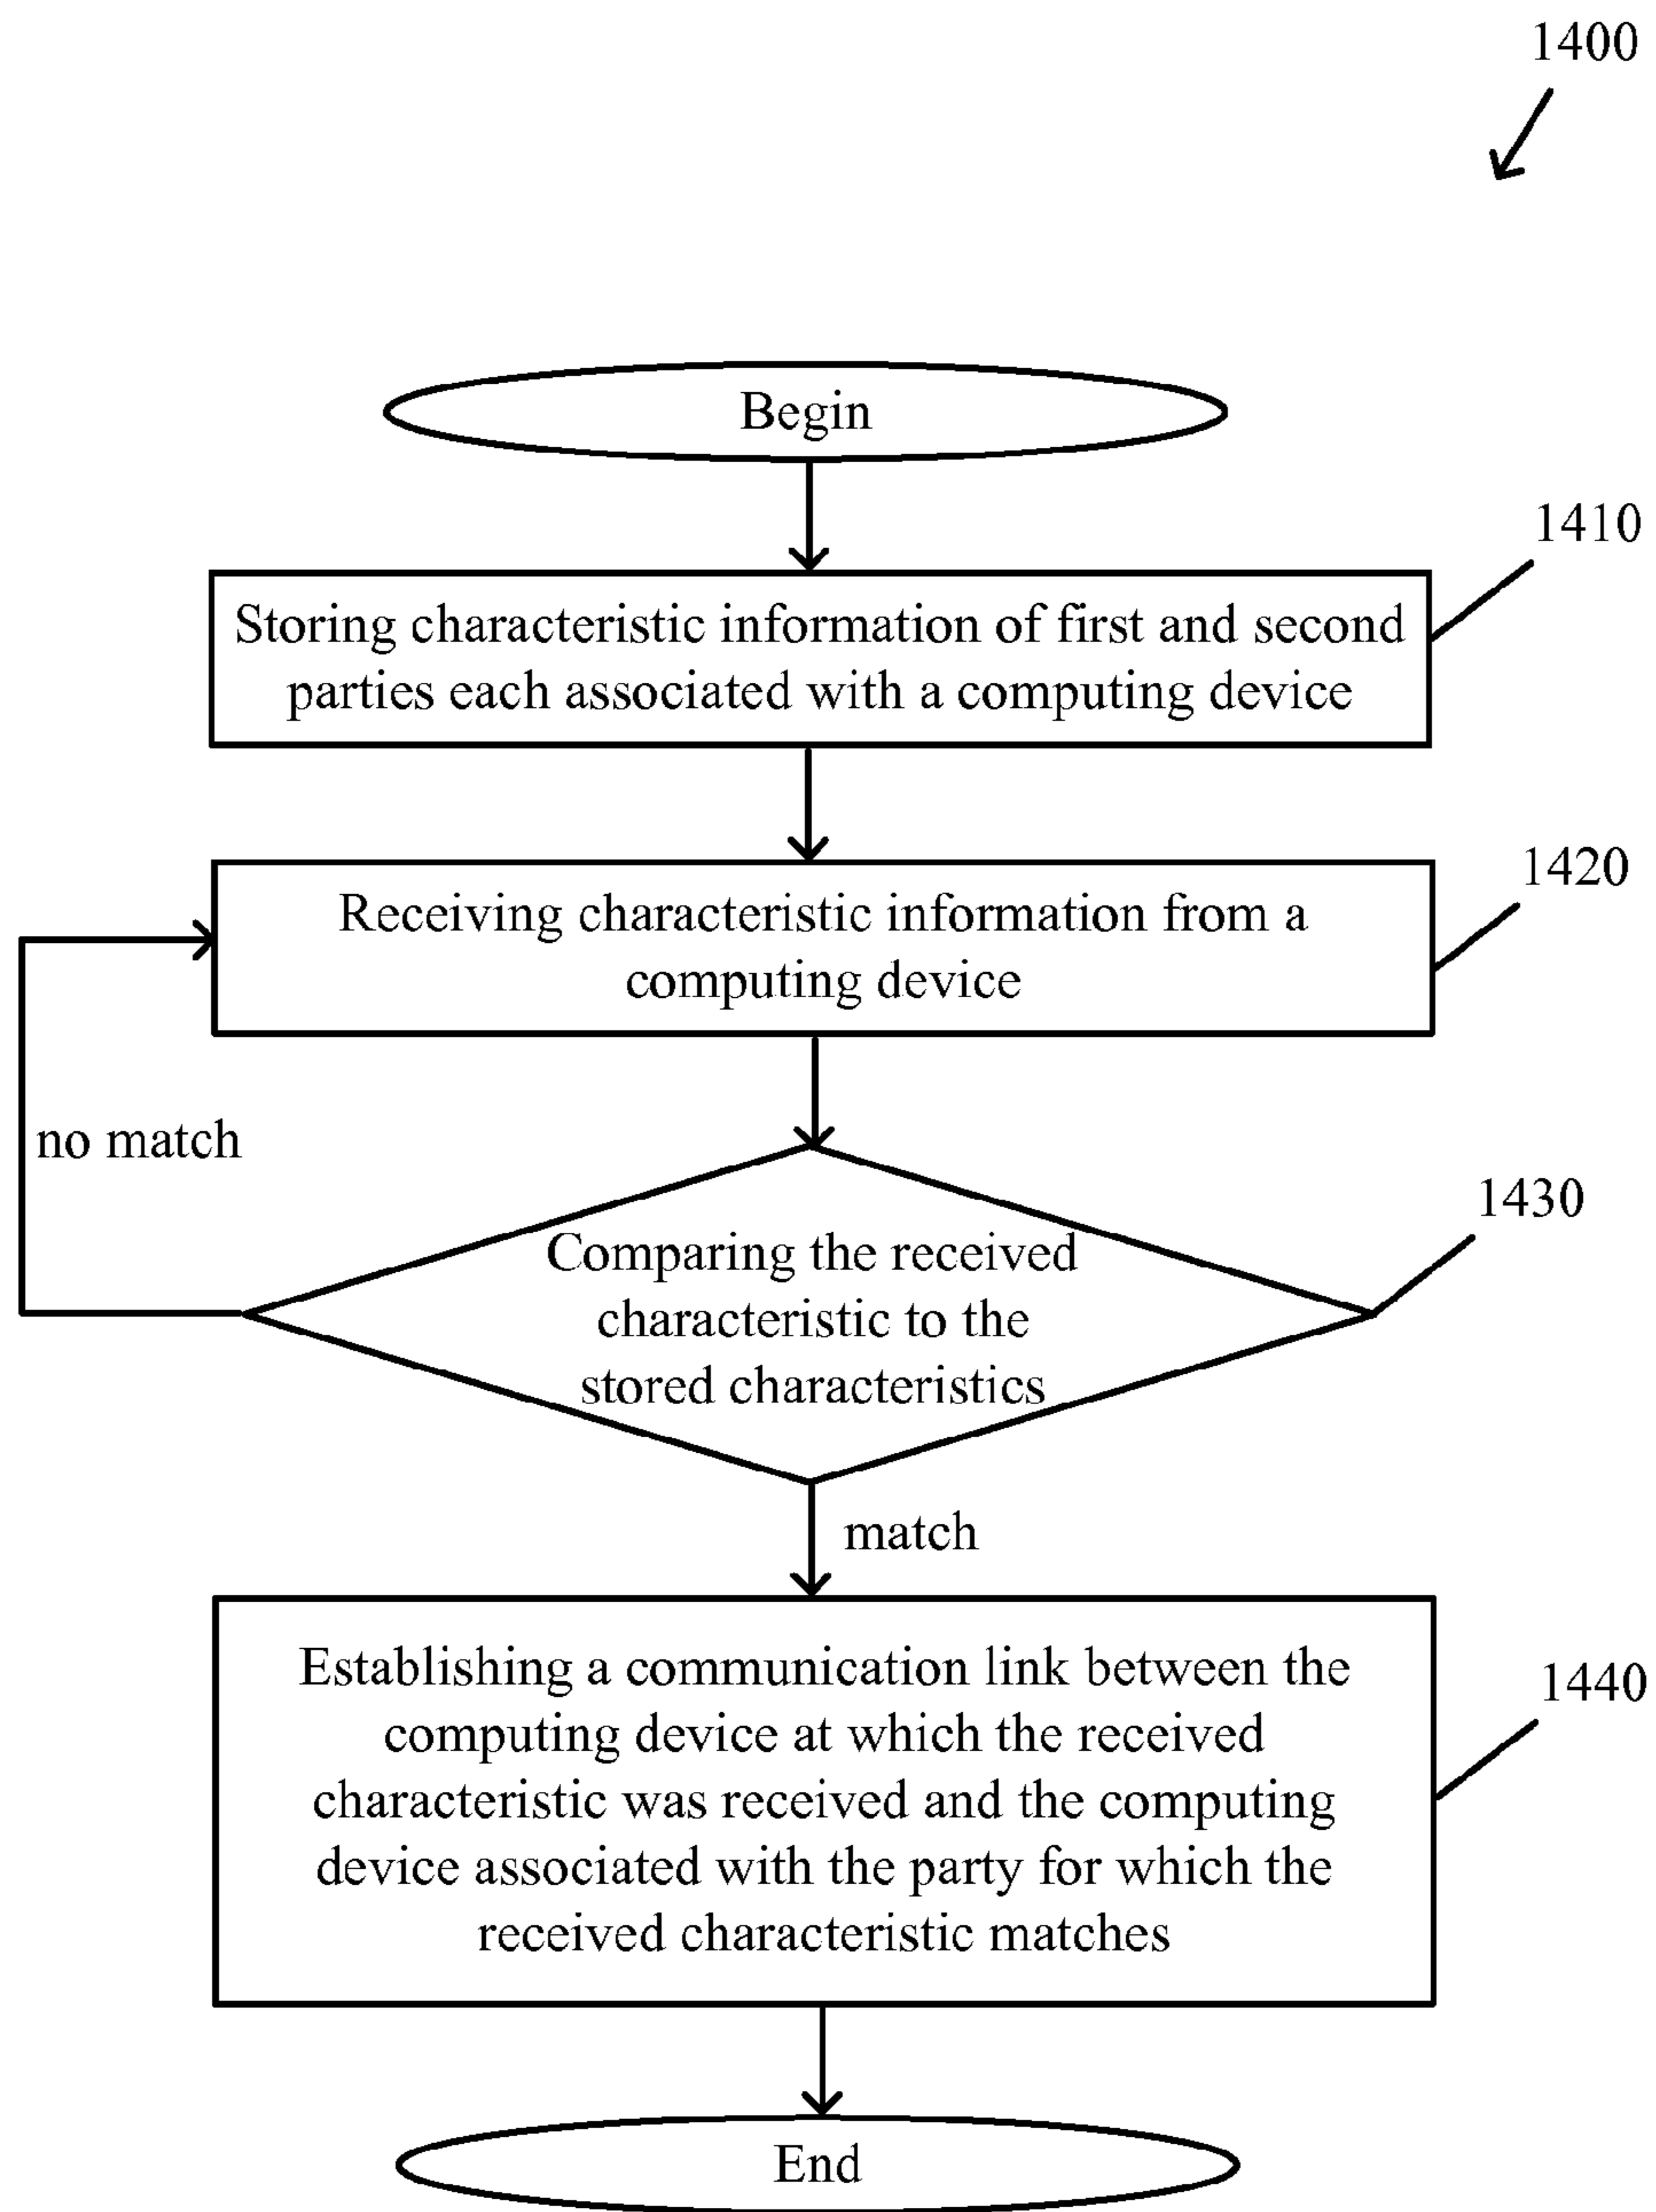 1400
Begin
1410
Storing characteristic information of first and second
parties each associated with a computing device
1420
Receiving characteristic information from a
computing device
no match
1430
Comparing the received
characteristic to the
stored characteristics
match
1440
Establishing a communication link between the
computing device at which the received
characteristic was received and the computing
device associated with the party for which the
received characteristic matches
End